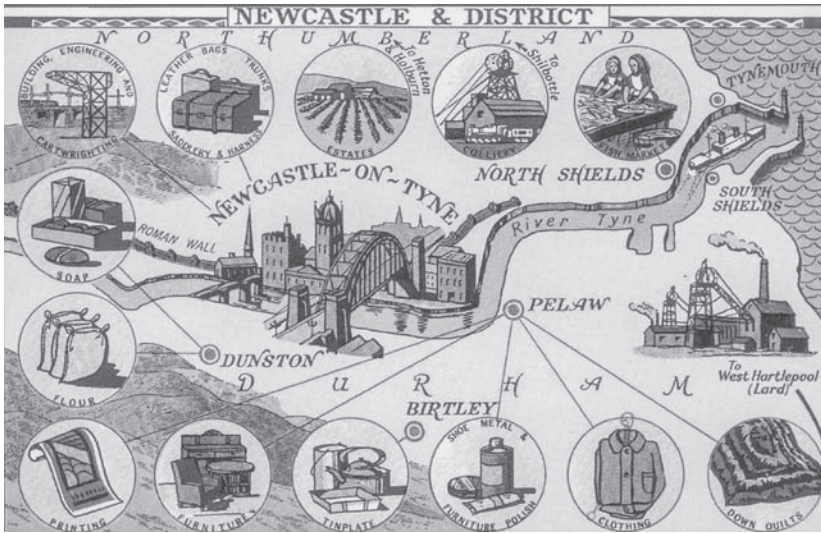 NEWCASTLE & DISTRICT
NORTHUMBERLAND
BUILDING, ENGINEERING AND
CARTWRIGHTING
LEATHER BAGS TRUNKS
SADDLERY & HARNESS
ESTATES
To Hetton
& Holburn
COLLIERY
To
Shilbottle
FISH MARKET
TYNEMOUTH
NORTH SHIELDS
SOUTH
SHIELDS
NEWCASTLE-ON-TYNE
ROMAN WALL
River Tyne
SOAP
PELAW
DUNSTON
FLOUR
DURHAM
To
West Hartlepool
(Lard)
BIRTLEY
PRINTING
FURNITURE
TINPLATE
SHOE METAL &
FURNITURE POLISH
CLOTHING
DOWN QUILTS